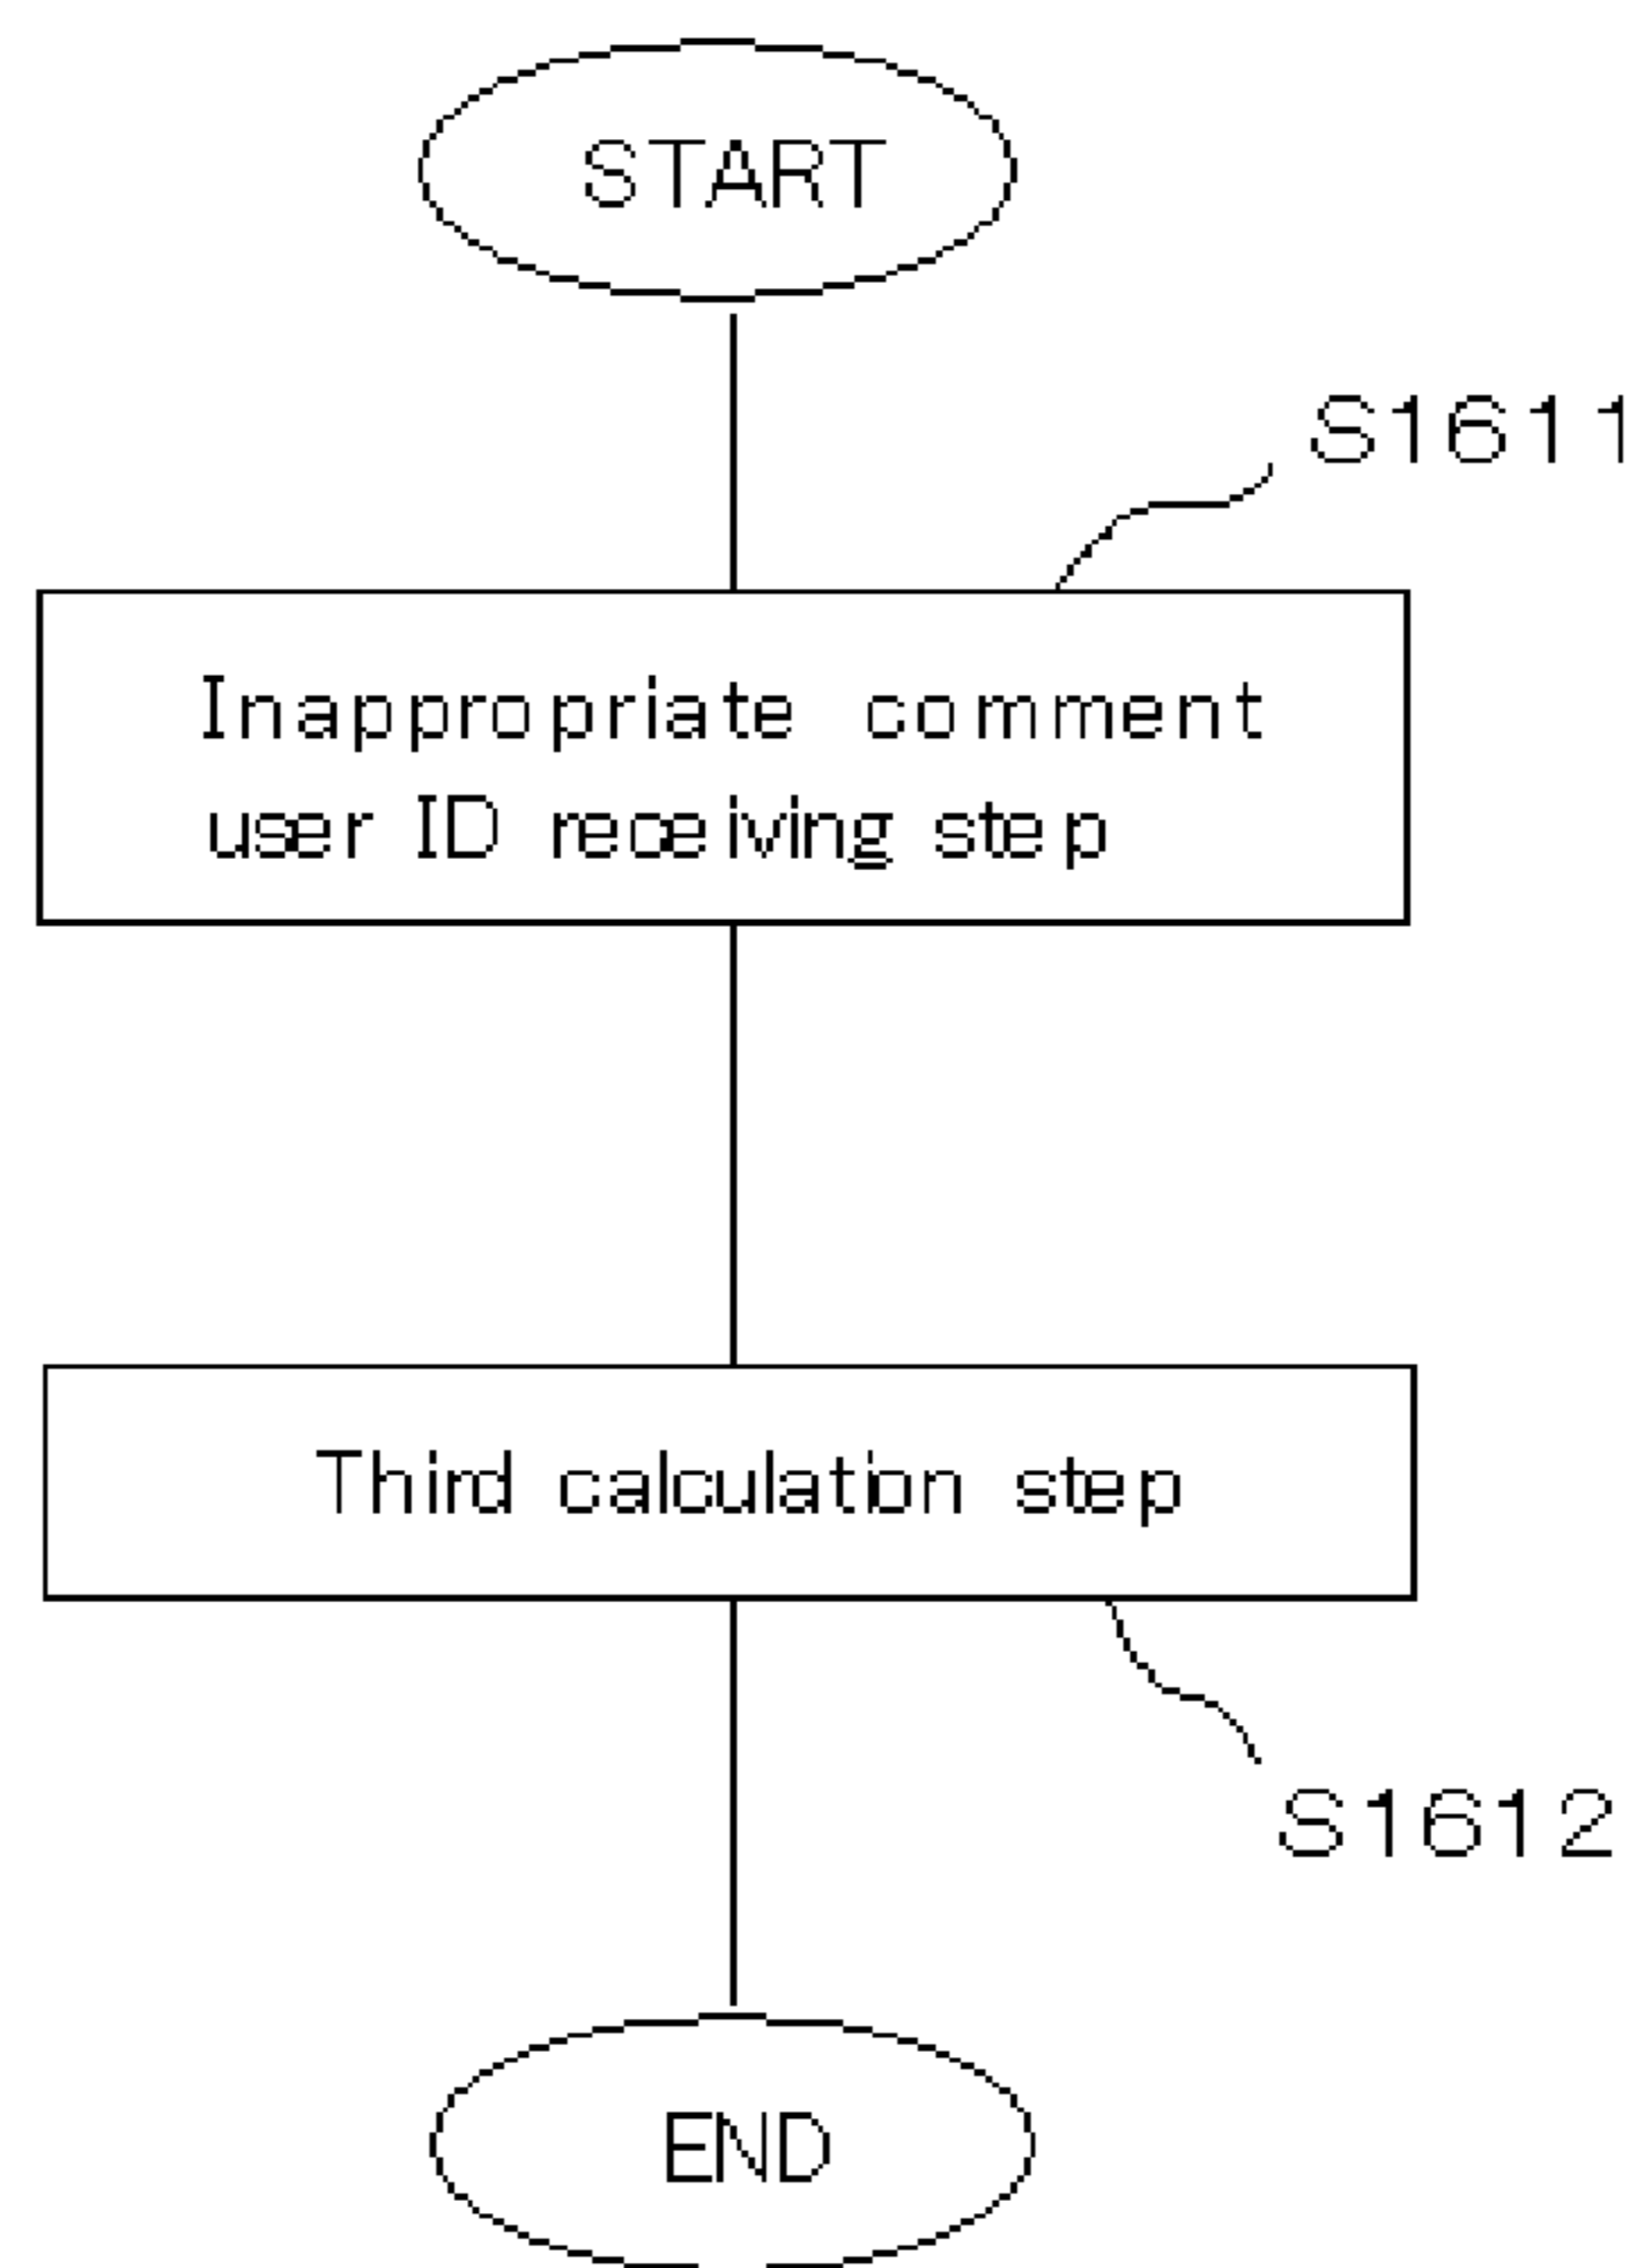 START
S1611
Inappropriate comment
user ID receiving step
Third calculation step
S1612
END